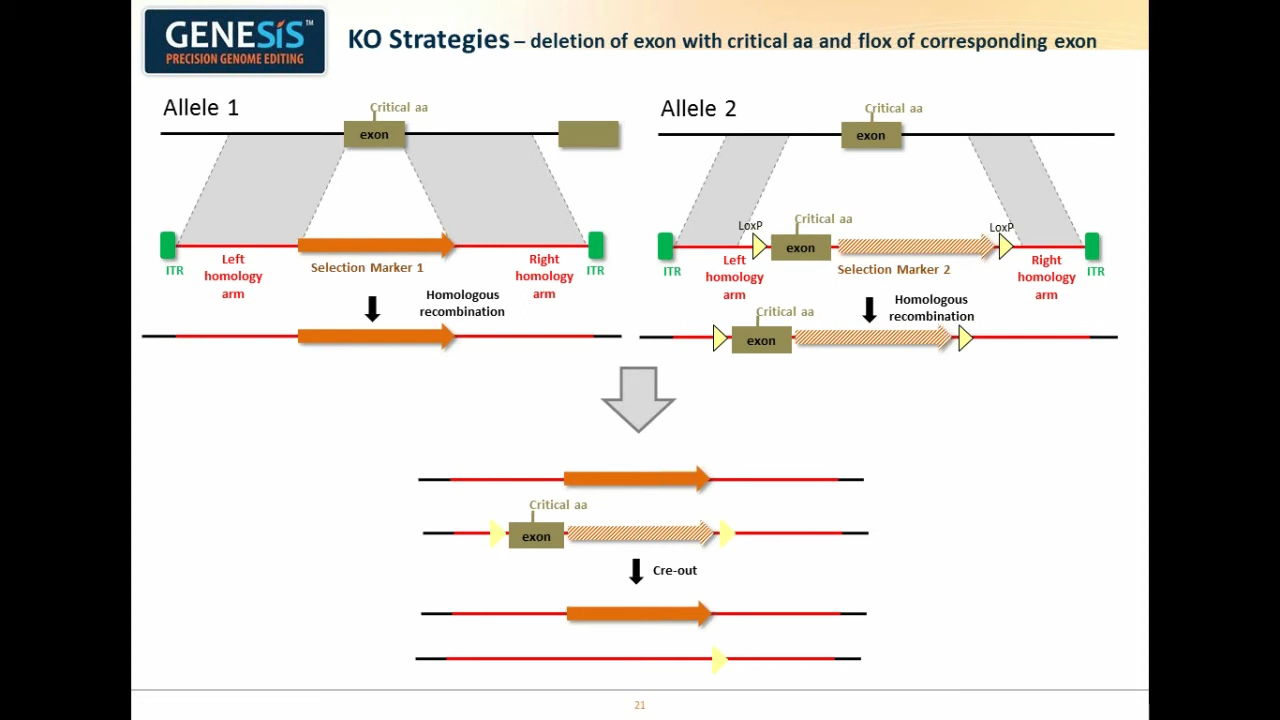 GENESIS™
PRECISION GENOME EDITING
KO Strategies – deletion of exon with critical aa and flox of corresponding exon
Allele 1
Critical aa
exon
ITR
Left
homology
arm
Selection Marker 1
Right
homology
arm
ITR
Homologous
recombination
Allele 2
Critical aa
exon
LoxP
Critical aa
exon
LoxP
ITR
Left
homology
arm
Selection Marker 2
Right
homology
arm
ITR
Homologous
recombination
Critical aa
exon
Critical aa
exon
Cre-out
21